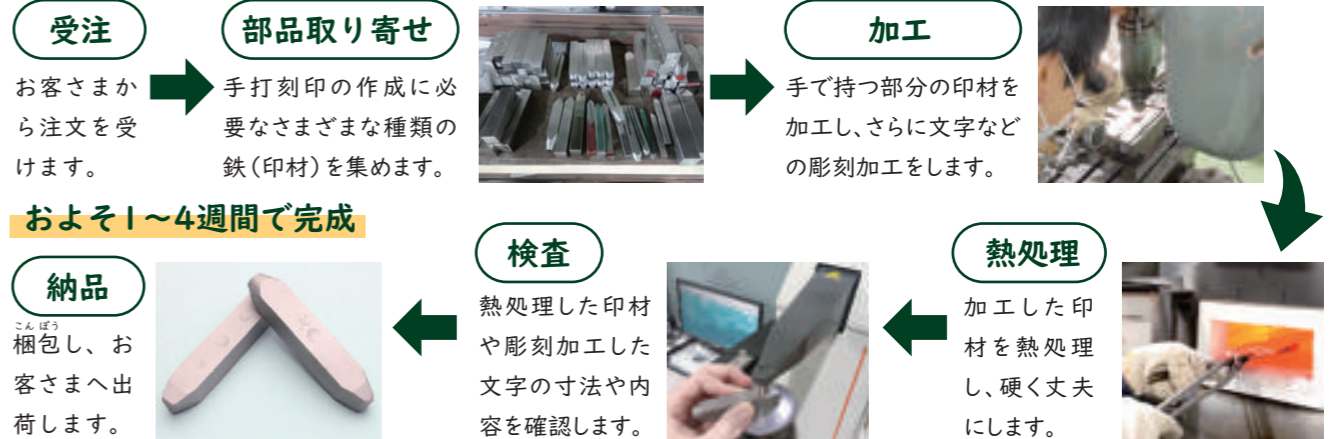 受注
お客さまか
ら注文を受
けます。
部品取り寄せ
手打刻印の作成に必
要なさまざまな種類の
鉄(印材)を集めます。
加工
手で持つ部分の印材を
加工し、さらに文字など
の彫刻加工をします。
熱処理
加工した印
材を熱処理
し、硬く丈夫
にします。
検査
熱処理した印材
や彫刻加工した
文字の寸法や内
容を確認します。
およそ1〜4週間で完成
納品
こんぽう
梱包し、お
客さまへ出
荷します。